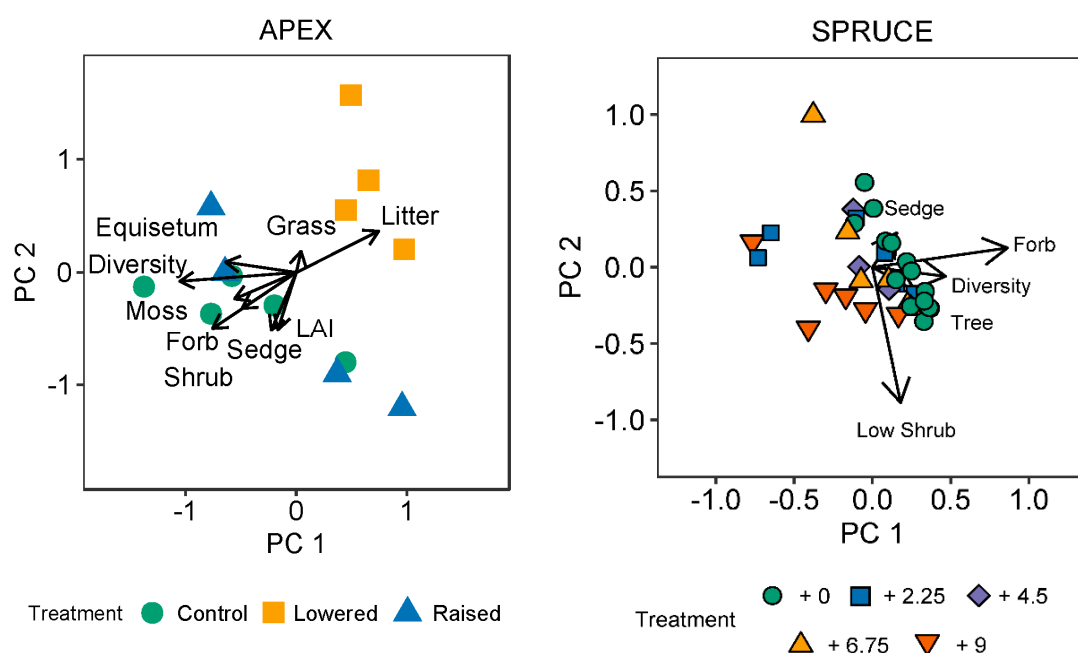 APEX
SPRUCE
PC 2
1
0
-1
Equisetum
Grass
Litter
Diversity
Moss
Forb
Shrub
Sedge
LAI
-1
0
1
PC 1
Treatment
Control
Lowered
Raised
PC 2
1.0
0.5
0.0
-0.5
-1.0
Sedge
Forb
Diversity
Tree
Low Shrub
-1.0
-0.5
0.0
0.5
1.0
PC 1
Treatment
+ 0
+ 2.25
+ 4.5
+ 6.75
+ 9